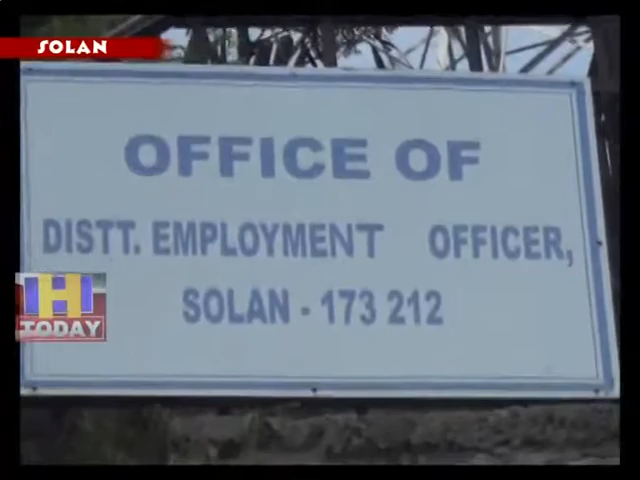 SOLAN
OFFICE OF
DISTT. EMPLOYMENT OFFICER,
SOLAN - 173 212
H
TODAY